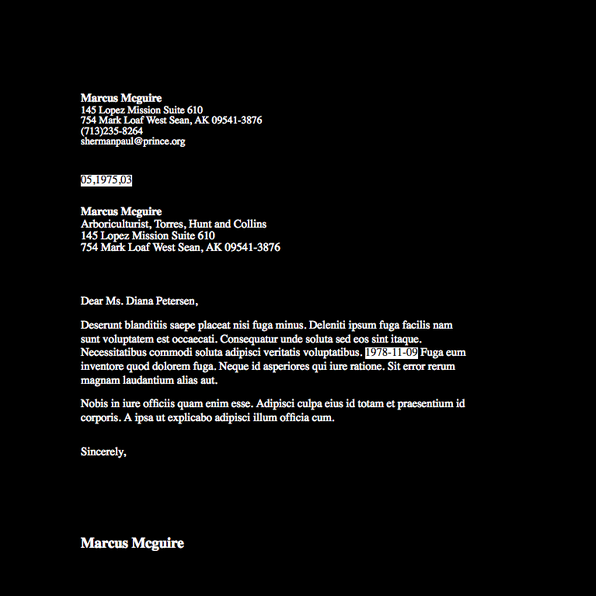 Marcus Mcguire
145 Lopez Mission Suite 610
754 Mark Loaf West Sean, AK 09541-3876
(713)235-8264
shermanpaul@prince.org
05,1975,03
Marcus Mcguire
Arboriculturist, Torres, Hunt and Collins
145 Lopez Mission Suite 610
754 Mark Loaf West Sean, AK 09541-3876
Dear Ms. Diana Petersen,
Deserunt blanditiis saepe placeat nisi fuga minus. Deleniti ipsum fuga facilis nam
sunt voluptatem est occaecati. Consequatur unde soluta sed eos sint itaque.
Necessitatibus commodi soluta adipisci veritatis voluptatibus. 1978-11-09 Fuga eum
inventore quod dolorem fuga. Neque id asperiores qui iure ratione. Sit error rerum
magnam laudantium alias aut.
Nobis in iure officiis quam enim esse. Adipisci culpa eius id totam et praesentium id
corporis. A ipsa ut explicabo adipisci illum officia cum.
Sincerely,
Marcus Mcguire